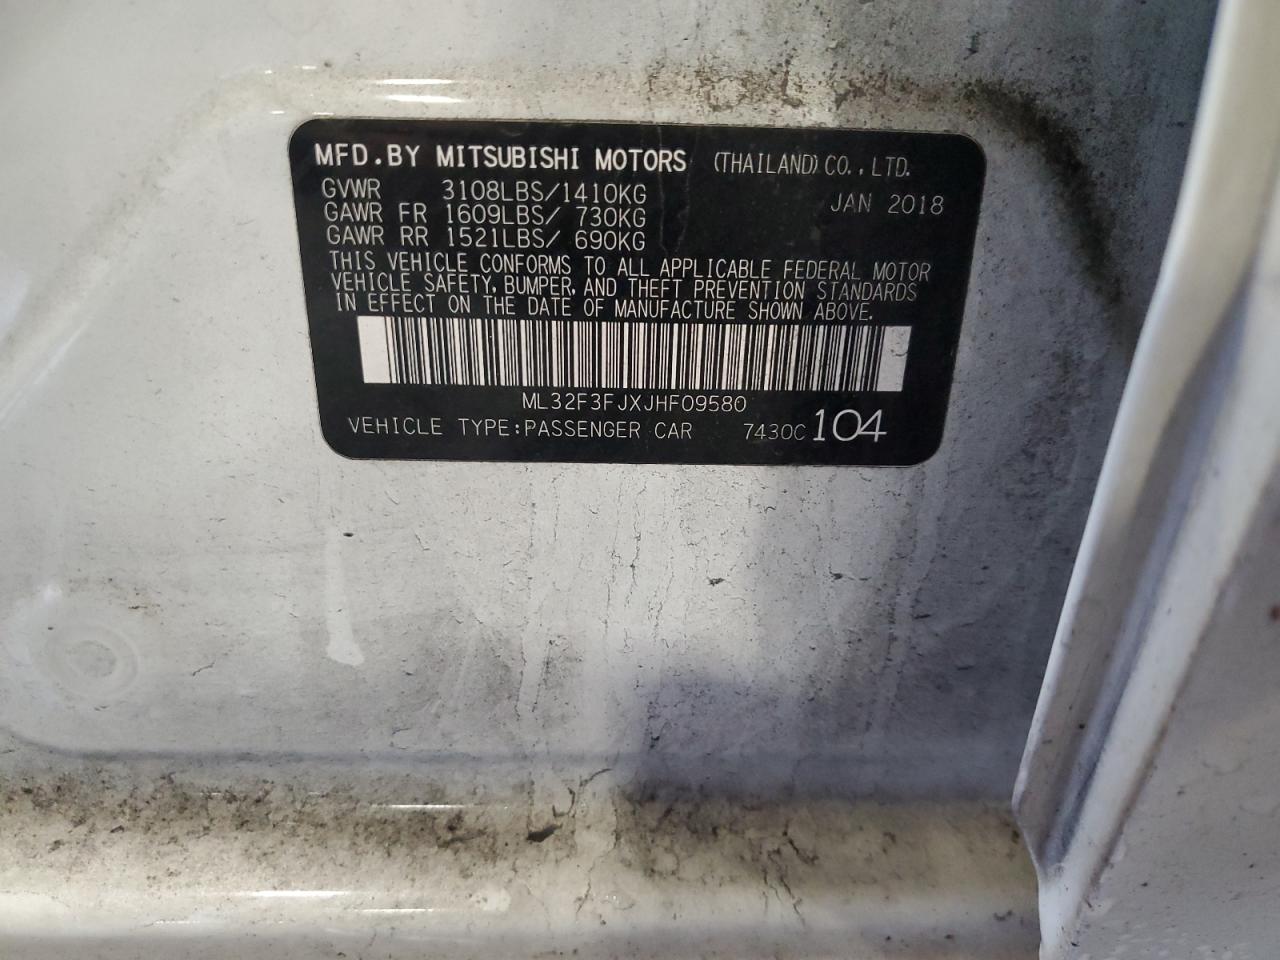 MFD.BY MITSUBISHI MOTORS (THAILAND) CO., LTD.
GVWR 3108LBS/1410KG JAN 2018
GAWR FR 1609LBS/ 730KG
GAWR RR 1521LBS/ 690KG
THIS VEHICLE CONFORMS TO ALL APPLICABLE FEDERAL MOTOR
VEHICLE SAFETY, BUMPER, AND THEFT PREVENTION STANDARDS
IN EFFECT ON THE DATE OF MANUFACTURE SHOWN ABOVE.
ML32F3FJXJHF09580
VEHICLE TYPE:PASSENGER CAR 7430C 104